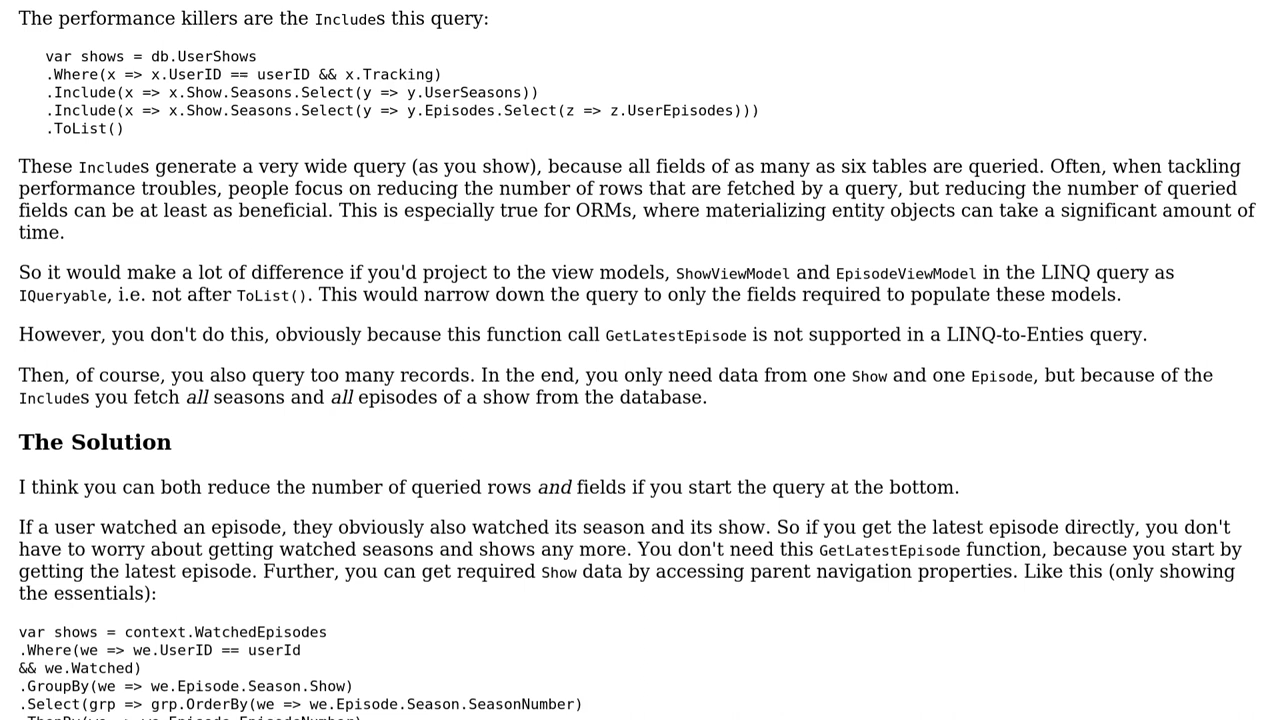 The performance killers are the Includes this query:
var shows = db.UserShows
.Where(x => x.UserID == userID && x.Tracking)
.Include(x => x.Show.Seasons.Select(y => y.UserSeasons))
.Include(x => x.Show.Seasons.Select(y => y.Episodes.Select(z => z.UserEpisodes)))
.ToList()
These Includes generate a very wide query (as you show), because all fields of as many as six tables are queried. Often, when tackling
performance troubles, people focus on reducing the number of rows that are fetched by a query, but reducing the number of queried
fields can be at least as beneficial. This is especially true for ORMs, where materializing entity objects can take a significant amount of
time.
So it would make a lot of difference if you'd project to the view models, ShowViewModel and EpisodeViewModel in the LINQ query as
IQueryable, i.e. not after ToList(). This would narrow down the query to only the fields required to populate these models.
However, you don't do this, obviously because this function call GetLatestEpisode is not supported in a LINQ-to-Enties query.
Then, of course, you also query too many records. In the end, you only need data from one Show and one Episode, but because of the
Includes you fetch all seasons and all episodes of a show from the database.
The Solution
I think you can both reduce the number of queried rows and fields if you start the query at the bottom.
If a user watched an episode, they obviously also watched its season and its show. So if you get the latest episode directly, you don't
have to worry about getting watched seasons and shows any more. You don't need this GetLatestEpisode function, because you start by
getting the latest episode. Further, you can get required Show data by accessing parent navigation properties. Like this (only showing
the essentials):
var shows = context.WatchedEpisodes
.Where(we => we.UserID == userId
&& we.Watched)
.GroupBy(we => we.Episode.Season.Show)
.Select(grp => grp.OrderBy(we => we.Episode.Season.SeasonNumber)
.ThenBy(we => we.Episode.EpisodeNumber)